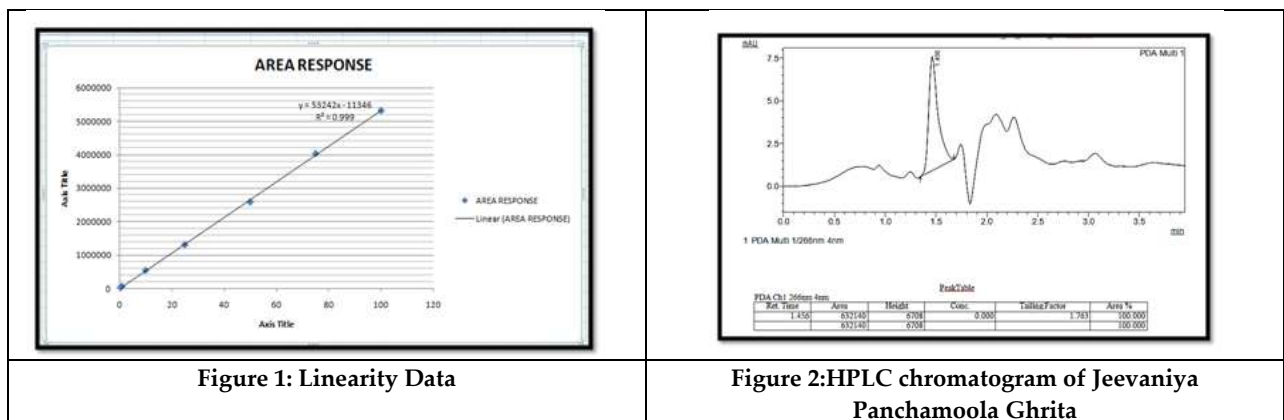 AREA RESPONSE
6000000
5000000
4000000
3000000
2000000
1000000
0
y = 53242x - 11346
R² = 0.999
Axis Title
AREA RESPONSE
Linear (AREA RESPONSE)
0 20 40 60 80 100 120
Axis Title
Figure 1: Linearity Data
mAU
PDA Multi 1
7.5
5.0
2.5
0.0
1.456
0.0 0.5 1.0 1.5 2.0 2.5 3.0 3.5
min
1 PDA Multi 1/266nm 4nm
PeakTable
PDA Ch1 266nm 4nm
Ret. Time Area Height Conc. Tailing Factor Area %
1.456 632140 6708 0.000 1.763 100.000
632140 6708 100.000
Figure 2:HPLC chromatogram of Jeevaniya
Panchamoola Ghrita